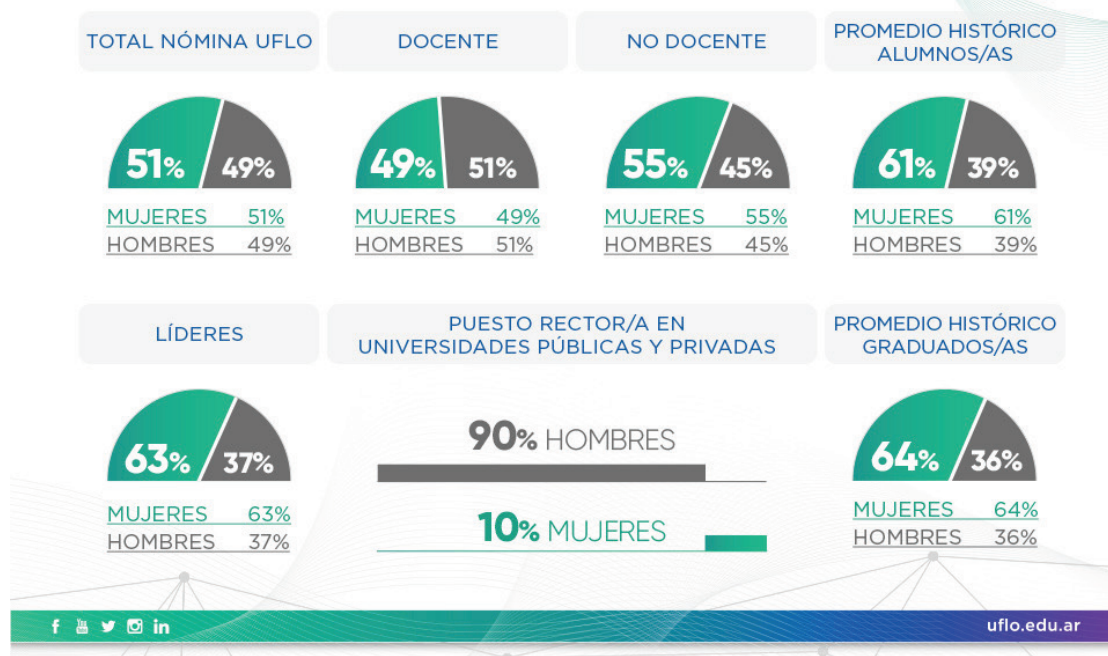 TOTAL NÓMINA UFLO
51% 49%
MUJERES 51%
HOMBRES 49%
DOCENTE
49% 51%
MUJERES 49%
HOMBRES 51%
NO DOCENTE
55% 45%
MUJERES 55%
HOMBRES 45%
PROMEDIO HISTÓRICO
ALUMNOS/AS
61% 39%
MUJERES 61%
HOMBRES 39%
LÍDERES
63% 37%
MUJERES 63%
HOMBRES 37%
PUESTO RECTOR/A EN
UNIVERSIDADES PÚBLICAS Y PRIVADAS
90% HOMBRES
10% MUJERES
PROMEDIO HISTÓRICO
GRADUADOS/AS
64% 36%
MUJERES 64%
HOMBRES 36%
uflo.edu.ar